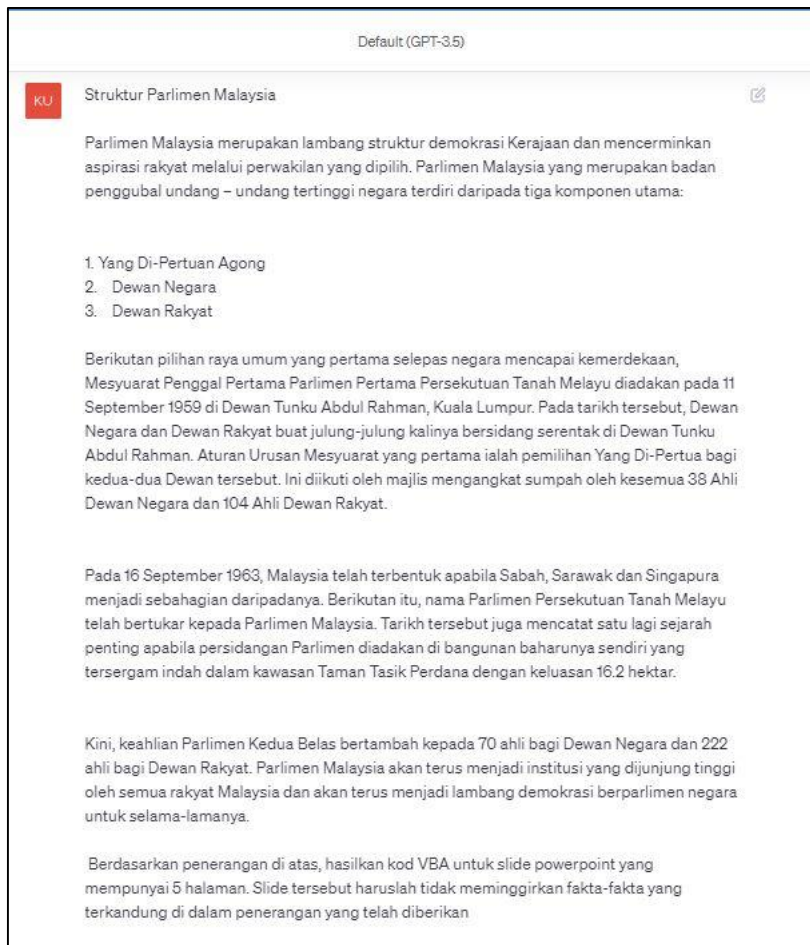 Default (GPT-3.5)
KU
Struktur Parlimen Malaysia
Parlimen Malaysia merupakan lambang struktur demokrasi Kerajaan dan mencerminkan
aspirasi rakyat melalui perwakilan yang dipilih. Parlimen Malaysia yang merupakan badan
penggubal undang – undang tertinggi negara terdiri daripada tiga komponen utama:
1. Yang Di-Pertuan Agong
2. Dewan Negara
3. Dewan Rakyat
Berikutan pilihan raya umum yang pertama selepas negara mencapai kemerdekaan,
Mesyuarat Penggal Pertama Parlimen Pertama Persekutuan Tanah Melayu diadakan pada 11
September 1959 di Dewan Tunku Abdul Rahman, Kuala Lumpur. Pada tarikh tersebut, Dewan
Negara dan Dewan Rakyat buat julung-julung kalinya bersidang serentak di Dewan Tunku
Abdul Rahman. Aturan Urusan Mesyuarat yang pertama ialah pemilihan Yang Di-Pertua bagi
kedua-dua Dewan tersebut. Ini diikuti oleh majlis mengangkat sumpah oleh kesemua 38 Ahli
Dewan Negara dan 104 Ahli Dewan Rakyat.
Pada 16 September 1963, Malaysia telah terbentuk apabila Sabah, Sarawak dan Singapura
menjadi sebahagian daripadanya. Berikutan itu, nama Parlimen Persekutuan Tanah Melayu
telah bertukar kepada Parlimen Malaysia. Tarikh tersebut juga mencatat satu lagi sejarah
penting apabila persidangan Parlimen diadakan di bangunan baharunya sendiri yang
tersergam indah dalam kawasan Taman Tasik Perdana dengan keluasan 16.2 hektar.
Kini, keahlian Parlimen Kedua Belas bertambah kepada 70 ahli bagi Dewan Negara dan 222
ahli bagi Dewan Rakyat. Parlimen Malaysia akan terus menjadi institusi yang dijunjung tinggi
oleh semua rakyat Malaysia dan akan terus menjadi lambang demokrasi berparlimen negara
untuk selama-lamanya.
Berdasarkan penerangan di atas, hasilkan kod VBA untuk slide powerpoint yang
mempunyai 5 halaman. Slide tersebut haruslah tidak meminggirkan fakta-fakta yang
terkandung di dalam penerangan yang telah diberikan